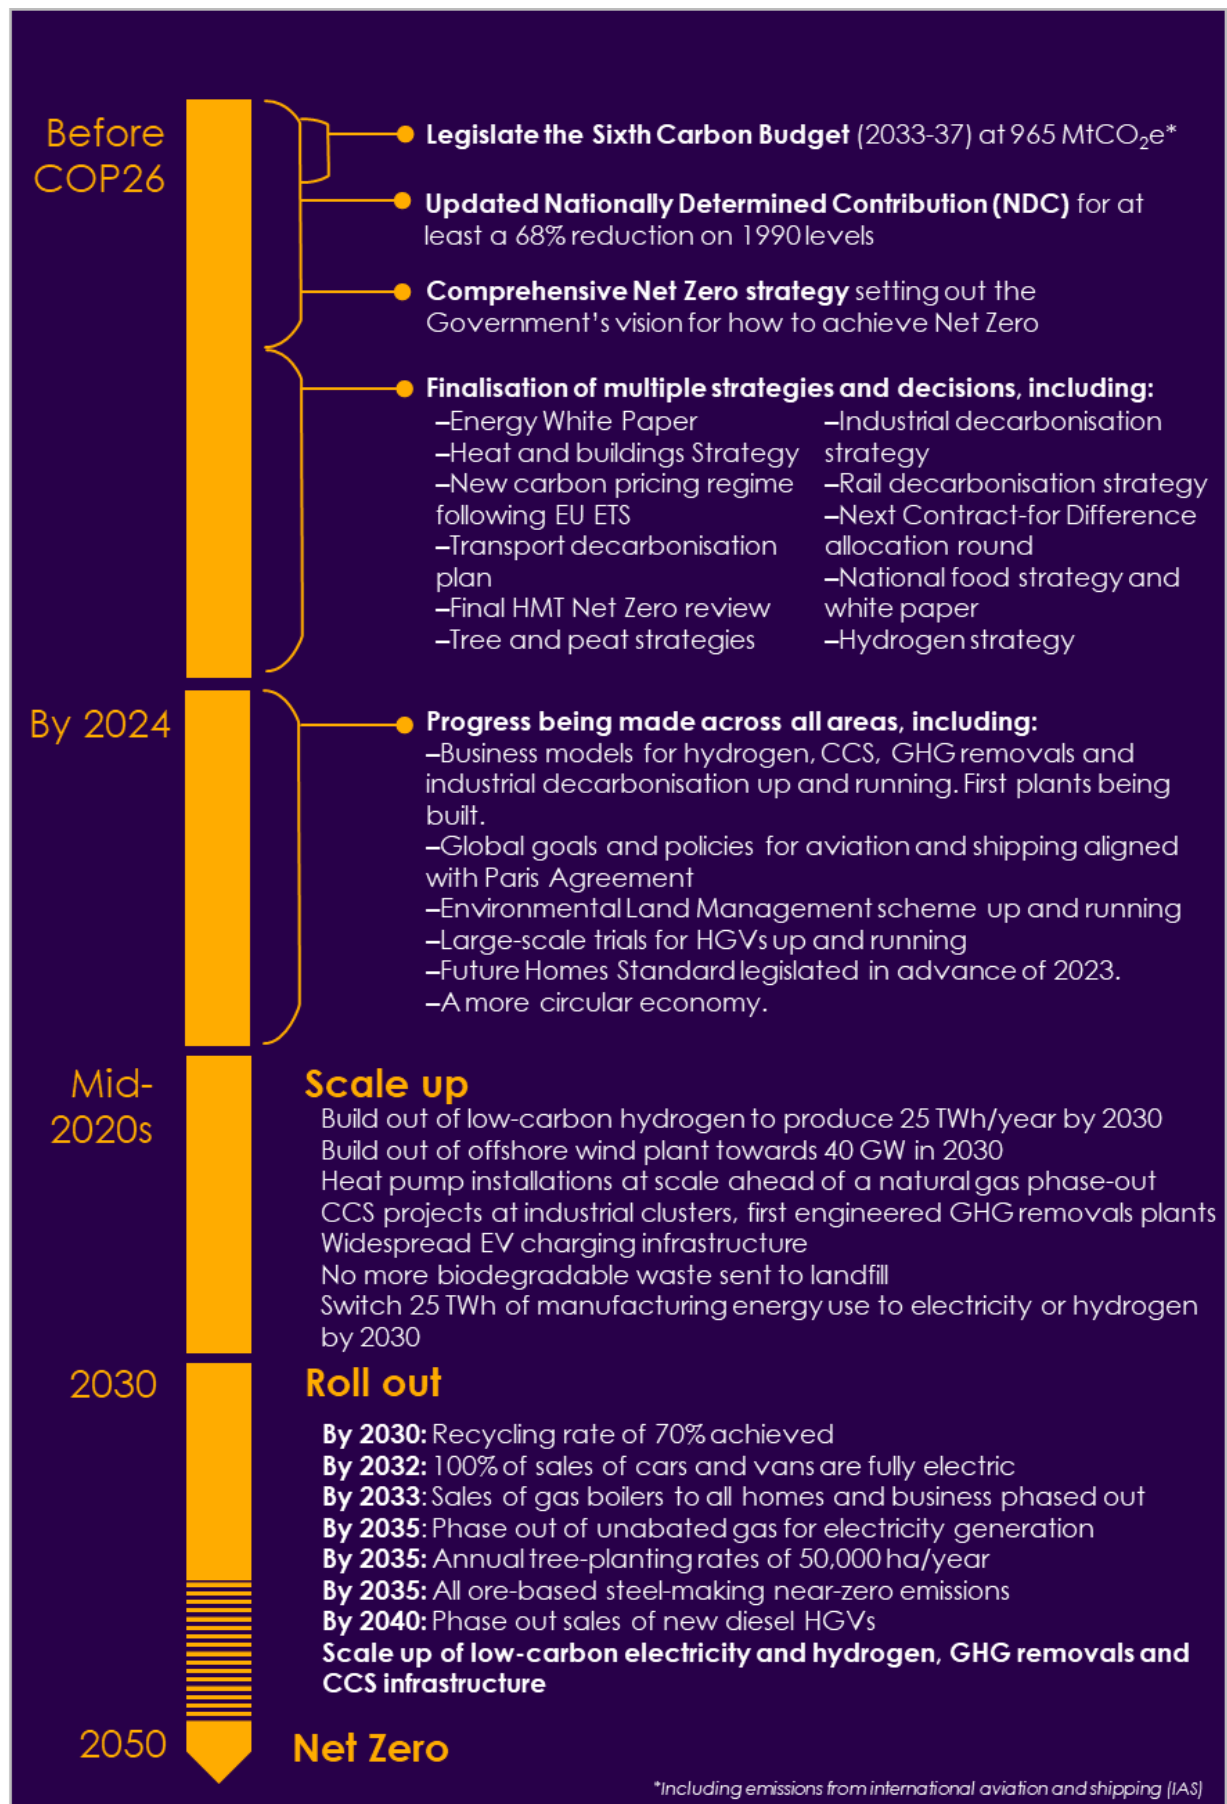 Before
COP26
Legislate the Sixth Carbon Budget (2033-37) at 965 MtCO₂e*
Updated Nationally Determined Contribution (NDC) for at
least a 68% reduction on 1990 levels
Comprehensive Net Zero strategy setting out the
Government's vision for how to achieve Net Zero
Finalisation of multiple strategies and decisions, including:
–Energy White Paper
–Heat and buildings Strategy
–New carbon pricing regime
following EU ETS
–Transport decarbonisation
plan
–Final HMT Net Zero review
–Tree and peat strategies
–Industrial decarbonisation
strategy
–Rail decarbonisation strategy
–Next Contract-for Difference
allocation round
–National food strategy and
white paper
–Hydrogen strategy
By 2024
Progress being made across all areas, including:
–Business models for hydrogen, CCS, GHG removals and
industrial decarbonisation up and running. First plants being
built.
–Global goals and policies for aviation and shipping aligned
with Paris Agreement
–Environmental Land Management scheme up and running
–Large-scale trials for HGVs up and running
–Future Homes Standard legislated in advance of 2023.
–A more circular economy.
Mid-
2020s
Scale up
Build out of low-carbon hydrogen to produce 25 TWh/year by 2030
Build out of offshore wind plant towards 40 GW in 2030
Heat pump installations at scale ahead of a natural gas phase-out
CCS projects at industrial clusters, first engineered GHG removals plants
Widespread EV charging infrastructure
No more biodegradable waste sent to landfill
Switch 25 TWh of manufacturing energy use to electricity or hydrogen
by 2030
2030
Roll out
By 2030: Recycling rate of 70% achieved
By 2032: 100% of sales of cars and vans are fully electric
By 2033: Sales of gas boilers to all homes and business phased out
By 2035: Phase out of unabated gas for electricity generation
By 2035: Annual tree-planting rates of 50,000 ha/year
By 2035: All ore-based steel-making near-zero emissions
By 2040: Phase out sales of new diesel HGVs
Scale up of low-carbon electricity and hydrogen, GHG removals and
CCS infrastructure
2050
Net Zero
*Including emissions from international aviation and shipping (IAS)